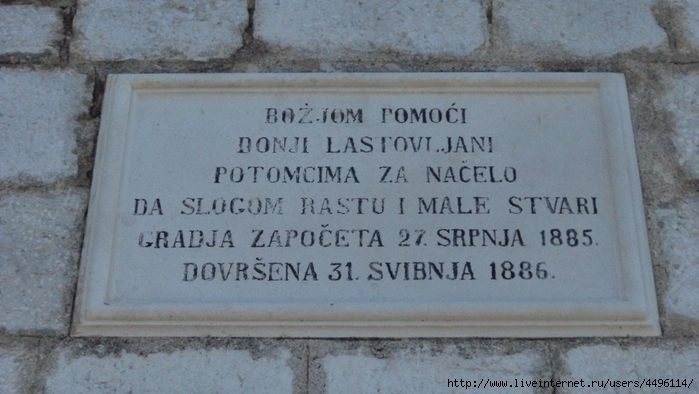 BOŽJOM POMOĆI
DONJI LASTOVLJANI
POTOMCIMA ZA NAČELO
DA SLOGOM RASTU I MALE STVARI
GRADJA ZAPOČETA 27. SRPNJA 1885.
DOVRŠENA 31. SVIBNJA 1886.
http://www.liveinternet.ru/users/4496114/